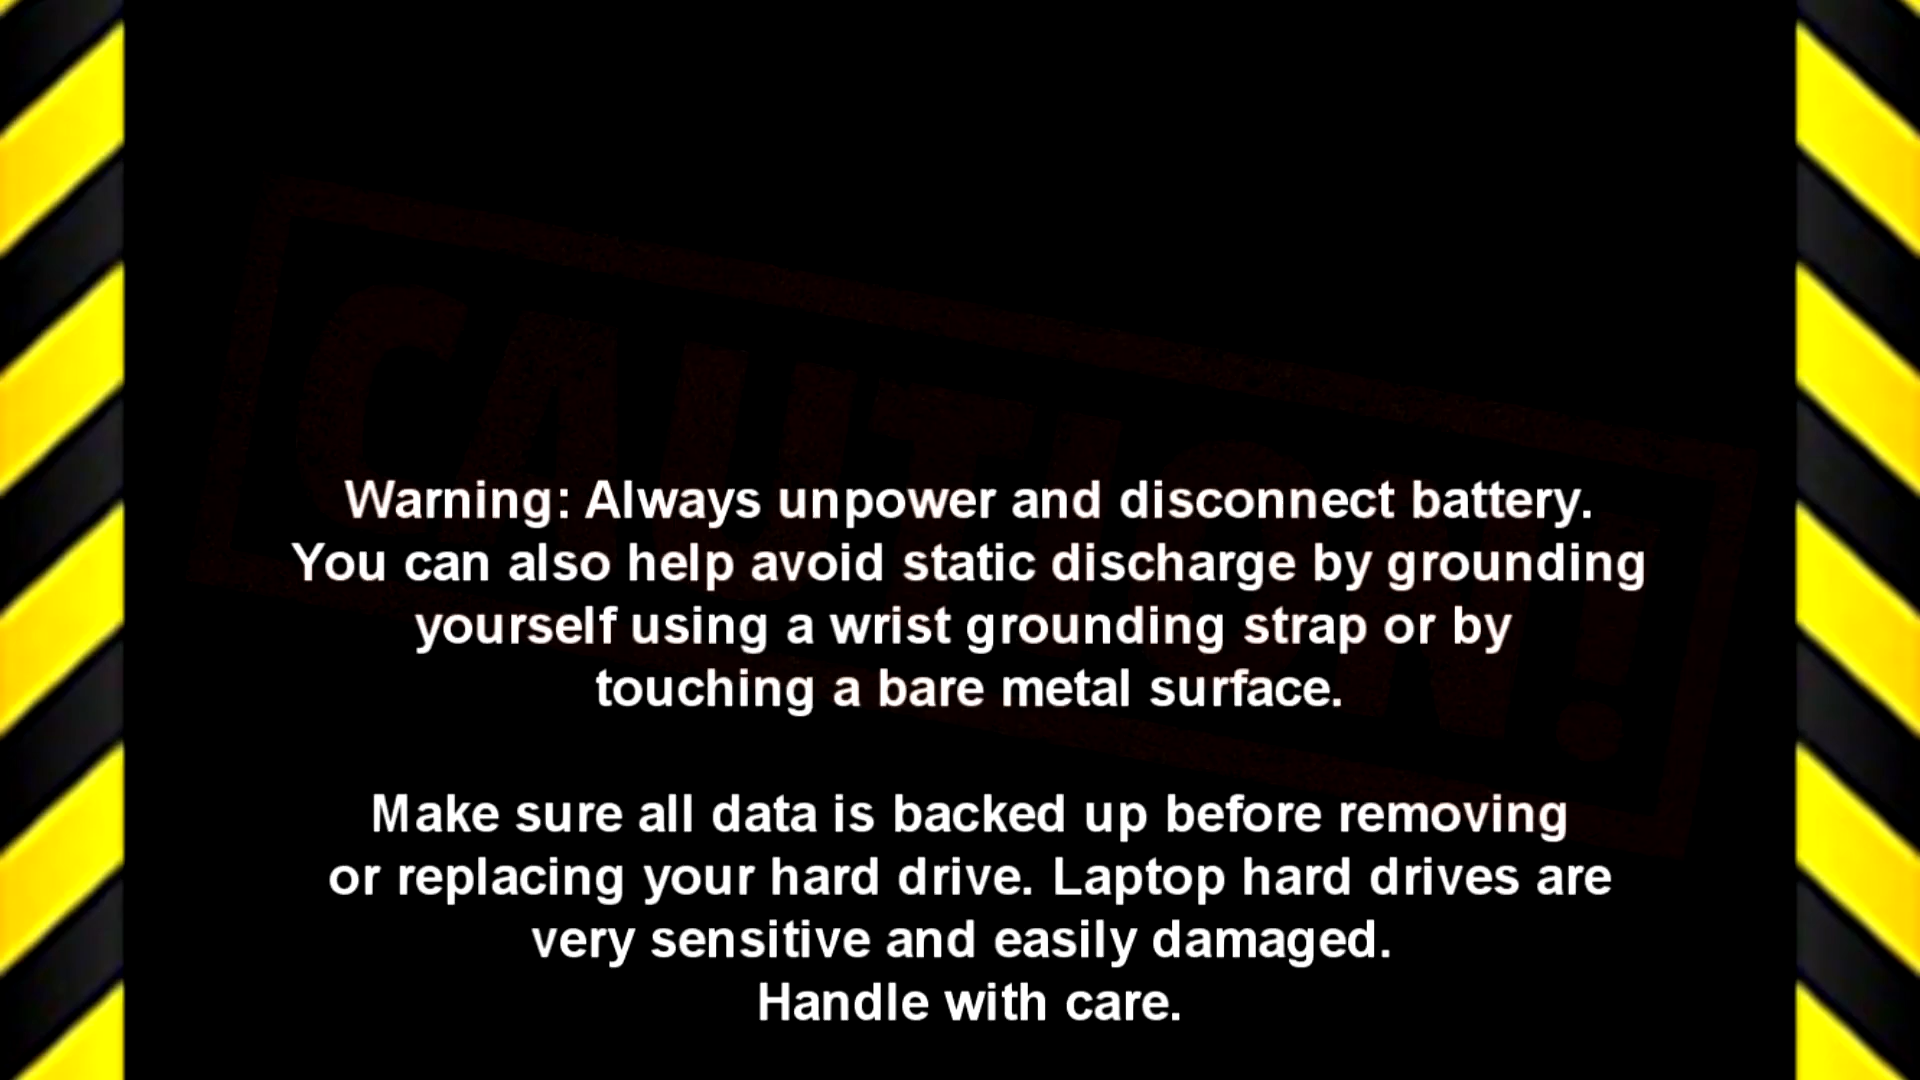 CAUTION!
Warning: Always unpower and disconnect battery.
You can also help avoid static discharge by grounding
yourself using a wrist grounding strap or by
touching a bare metal surface.
Make sure all data is backed up before removing
or replacing your hard drive. Laptop hard drives are
very sensitive and easily damaged.
Handle with care.